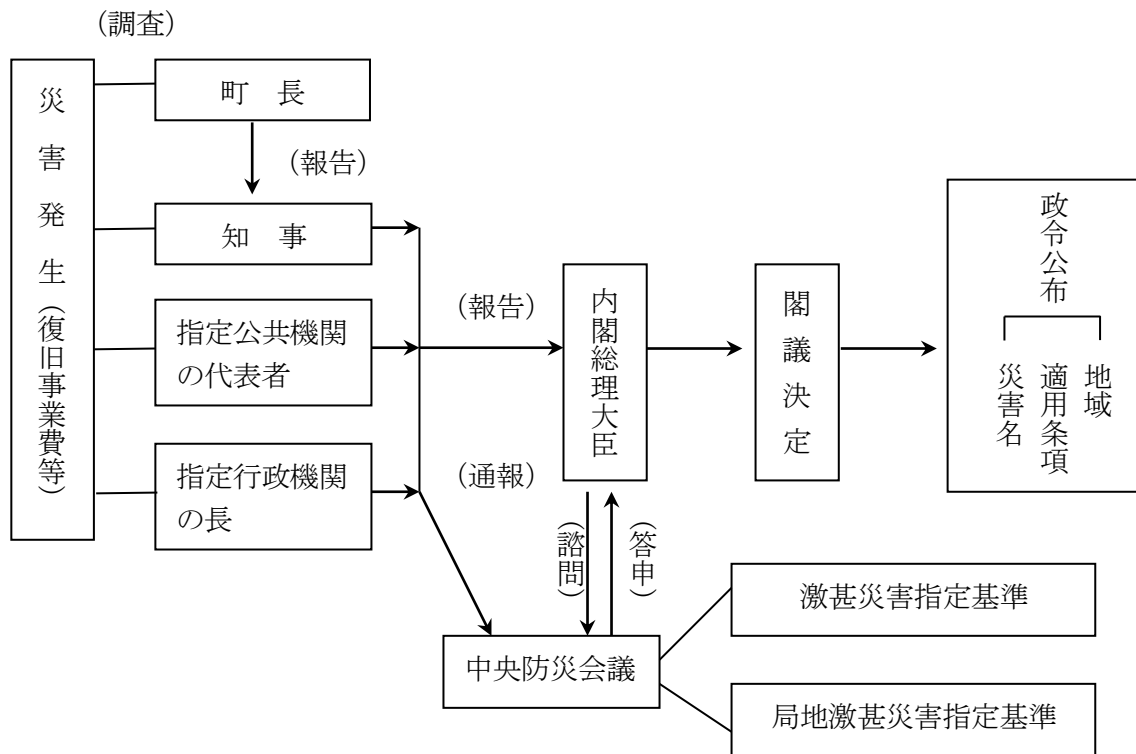 （調査）
災害発生（復旧事業費等）
町　長
（報告）
知　事
指定公共機関
の代表者
指定行政機関
の長
（報告）
（通報）
内閣総理大臣
閣議決定
政令公布
地域
適用条項
災害名
（諮問）
（答申）
中央防災会議
激甚災害指定基準
局地激甚災害指定基準